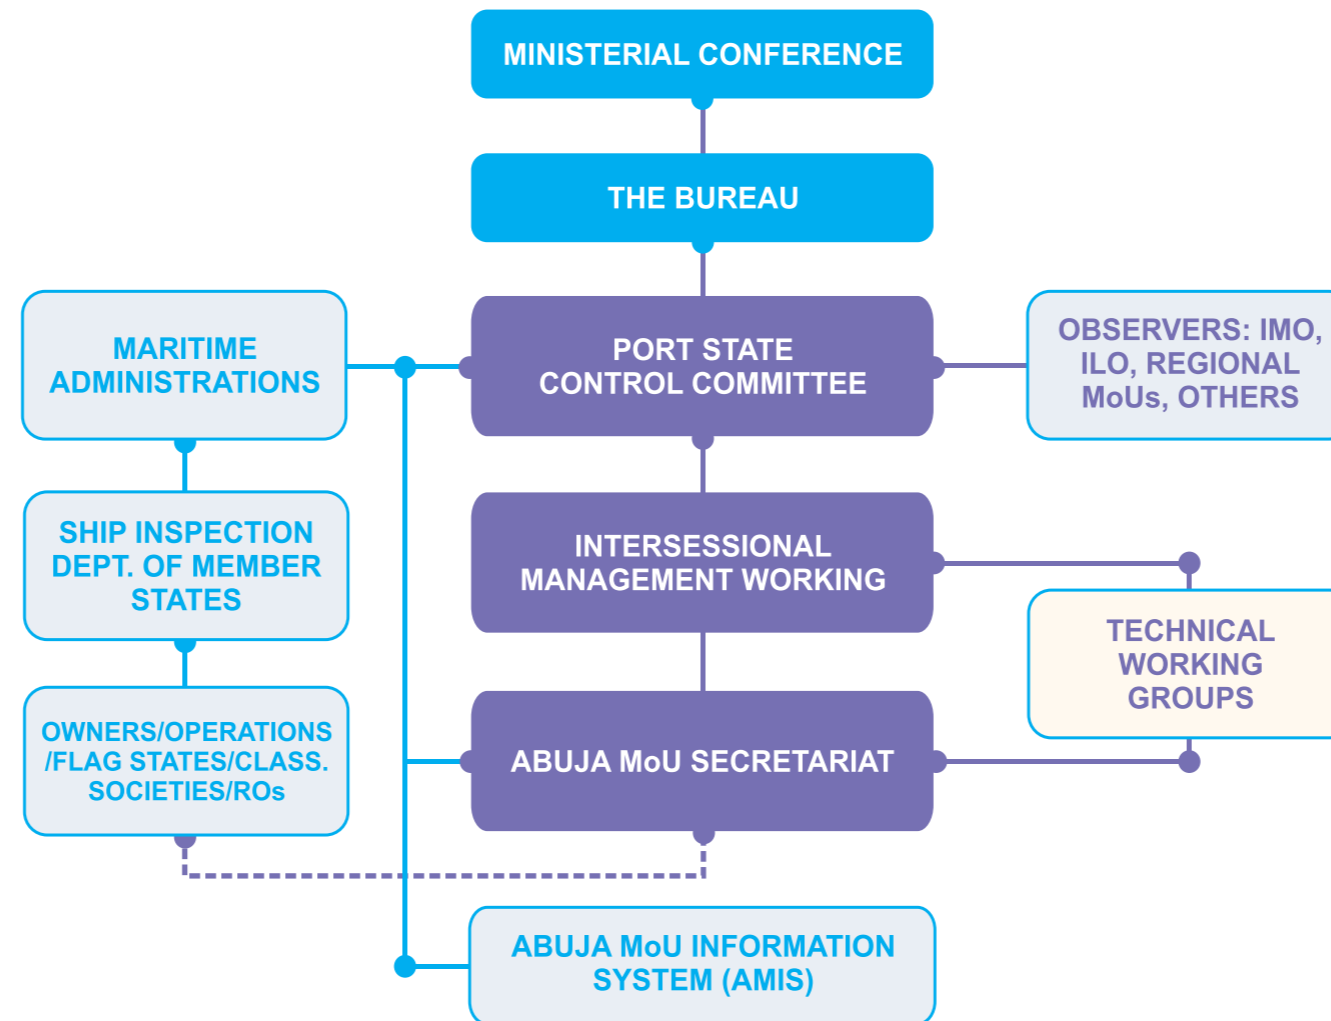 MINISTERIAL CONFERENCE
THE BUREAU
MARITIME
ADMINISTRATIONS
PORT STATE
CONTROL COMMITTEE
OBSERVERS: IMO,
ILO, REGIONAL
MoUs, OTHERS
SHIP INSPECTION
DEPT. OF MEMBER
STATES
INTERSESSIONAL
MANAGEMENT WORKING
TECHNICAL
WORKING
GROUPS
OWNERS/OPERATIONS
/FLAG STATES/CLASS.
SOCIETIES/ROs
ABUJA MoU SECRETARIAT
ABUJA MoU INFORMATION
SYSTEM (AMIS)